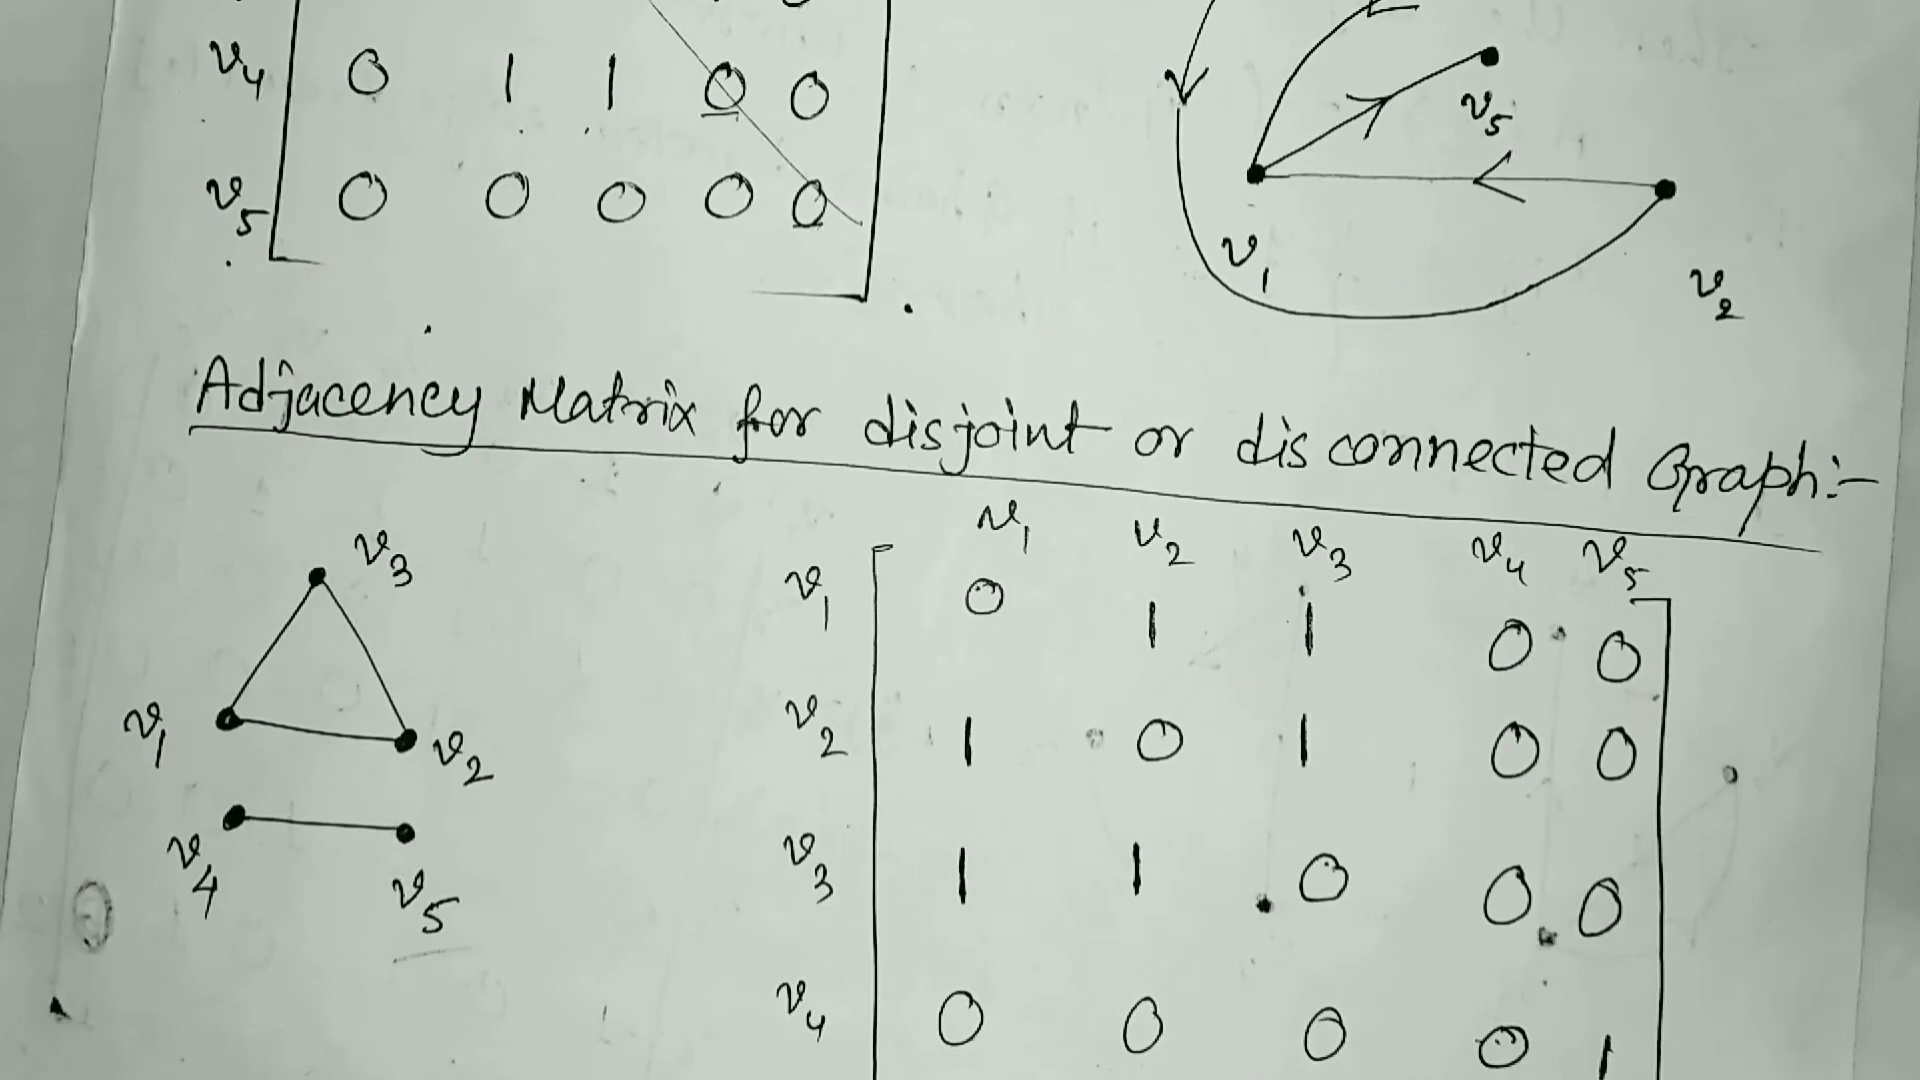 v4 0 1 1 0 0
v5 0 0 0 0 0
v5
v1
v2
Adjacency Matrix for disjoint or disconnected Graph:-
v3
v1
v2
v4
v5
v1 v2 v3 v4 v5
v1 0 1 1 0 0
v2 1 0 1 0 0
v3 1 1 0 0 0
v4 0 0 0 0 1